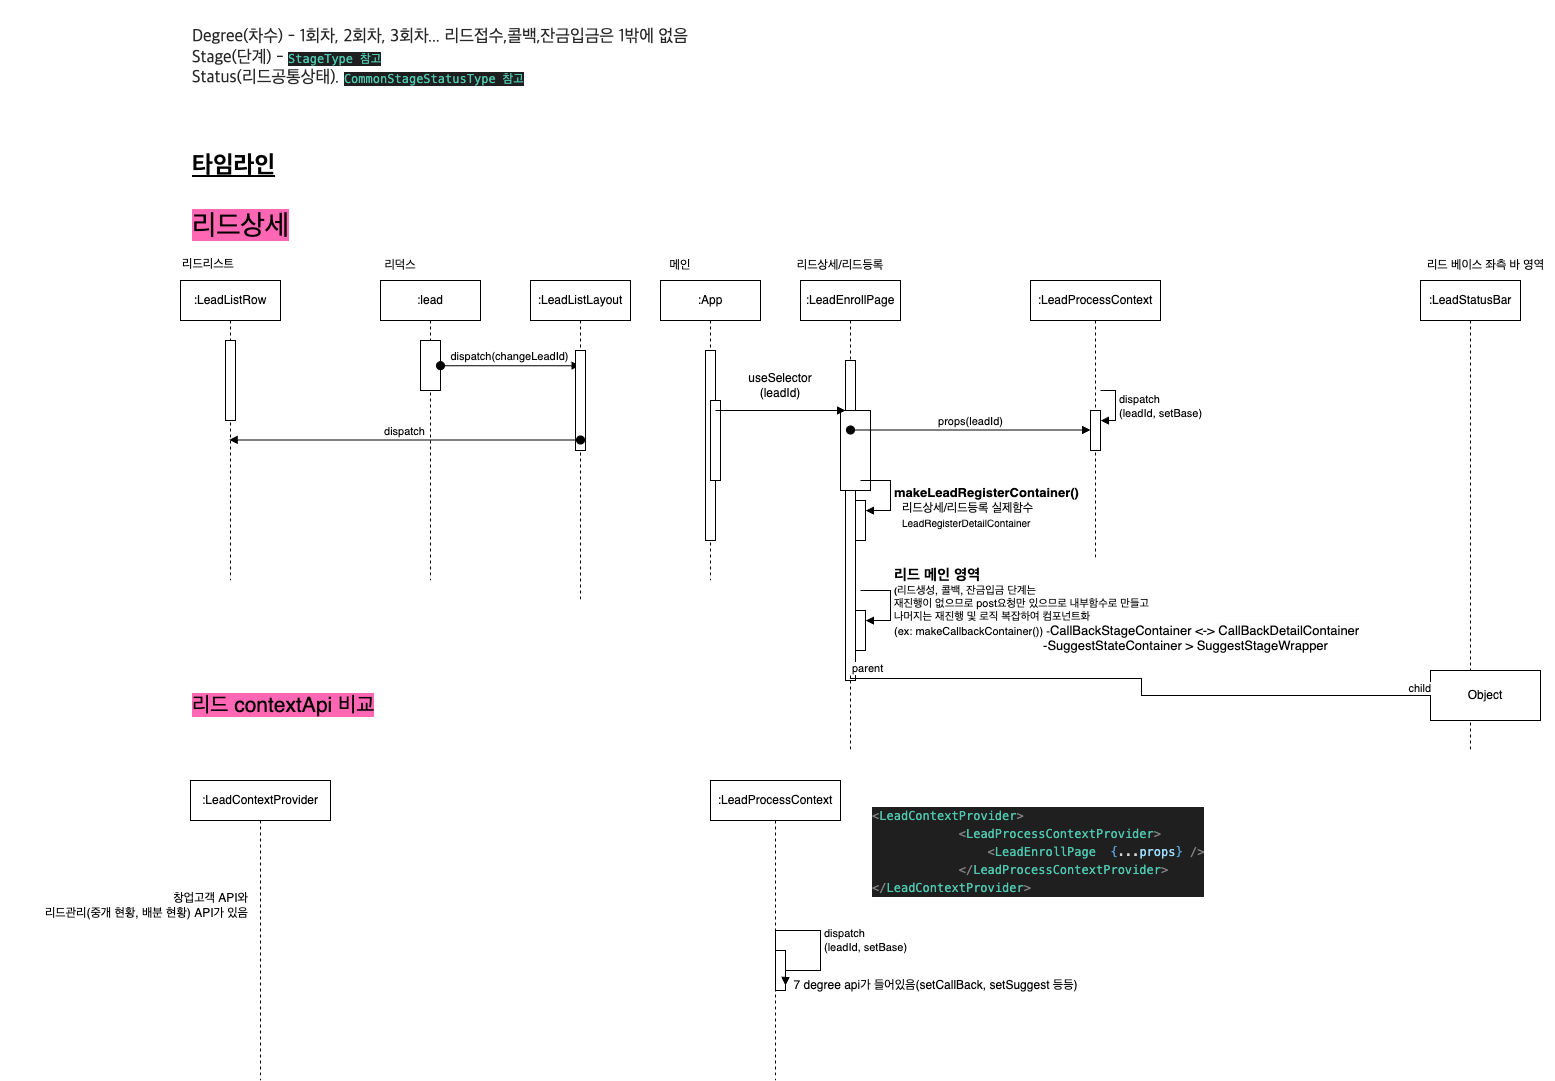 Degree(차수) - 1회차, 2회차, 3회차... 리드접수,콜백,잔금입금은 1밖에 없음
Stage(단계) - StageType 참고
Status(리드공통상태). CommonStageStatusType 참고
타임라인
리드상세
리드리스트
리덕스
메인
리드상세/리드등록
리드 베이스 좌측 바 영역
:LeadListRow
:lead
:LeadListLayout
:App
:LeadEnrollPage
:LeadProcessContext
:LeadStatusBar
dispatch(changeLeadId)
useSelector
(leadId)
dispatch
(leadId, setBase)
props(leadId)
dispatch
makeLeadRegisterContainer()
리드상세/리드등록 실제함수
LeadRegisterDetailContainer
리드 메인 영역
(리드생성, 콜백, 잔금입금 단계는
재진행이 없으므로 post요청만 있으므로 내부함수로 만들고
나머지는 재진행 및 로직 복잡하여 컴포넌트화
(ex: makeCallbackContainer()) -CallBackStageContainer <-> CallBackDetailContainer
-SuggestStateContainer > SuggestStageWrapper
parent
child
Object
리드 contextApi 비교
:LeadContextProvider
:LeadProcessContext
<LeadContextProvider>
<LeadProcessContextProvider>
<LeadEnrollPage {...props} />
</LeadProcessContextProvider>
</LeadContextProvider>
창업고객 API와
리드관리(중개 현황, 배분 현황) API가 있음
dispatch
(leadId, setBase)
7 degree api가 들어있음(setCallBack, setSuggest 등등)